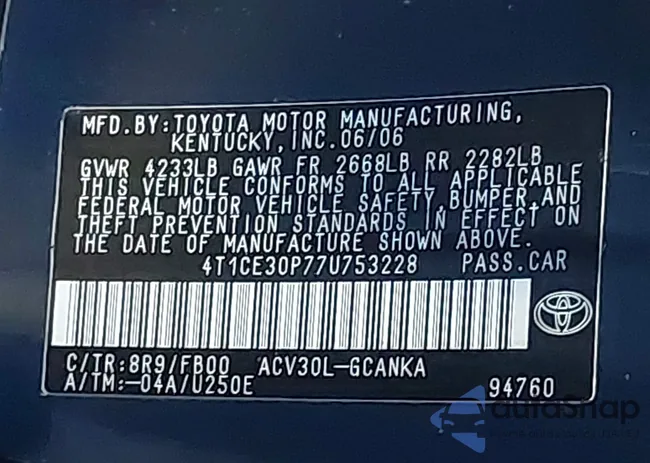 MFD. BY: TOYOTA MOTOR MANUFACTURING,
KENTUCKY, INC. 06/06
GVWR 4233LB GAWR FR 2668LB RR 2282LB
THIS VEHICLE CONFORMS TO ALL APPLICABLE
FEDERAL MOTOR VEHICLE SAFETY, BUMPER, AND
THEFT PREVENTION STANDARDS IN EFFECT ON
THE DATE OF MANUFACTURE SHOWN ABOVE.
4T1CE30P77U753228 PASS. CAR
C/TR: 8R9/FB00 ACV30L-GCANKA
A/TM: -04A/U250E 94760
autoSnap